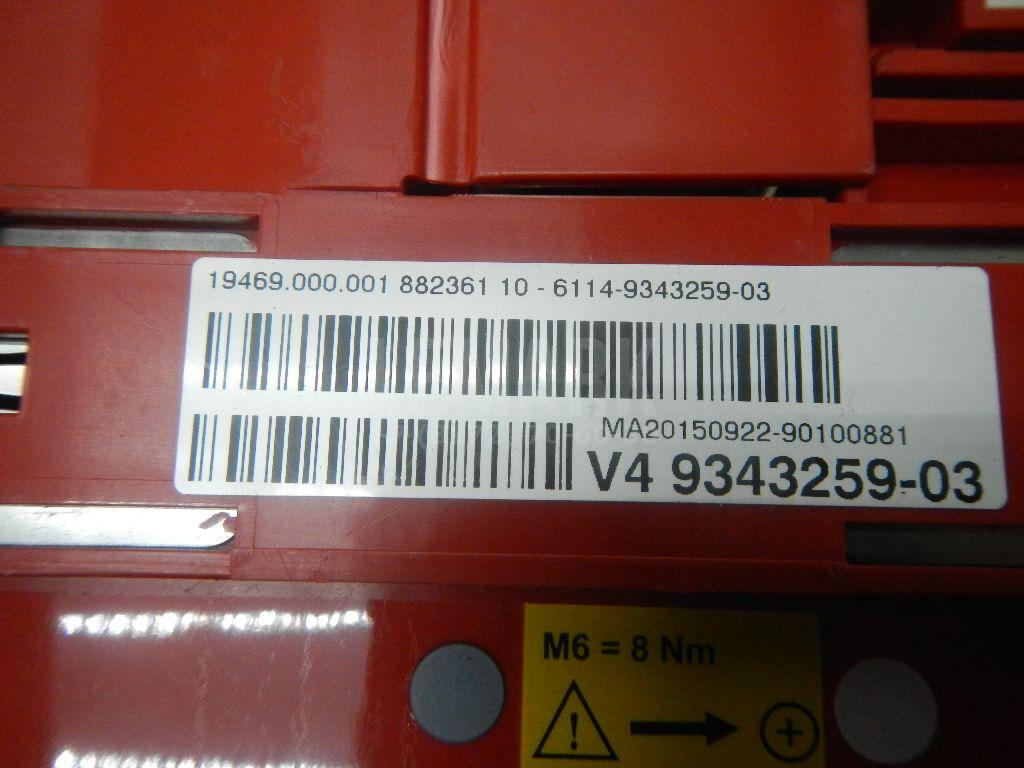 19469.000.001 882361 10 - 6114-9343259-03
MA20150922-90100881
V4 9343259-03
M6 = 8 Nm